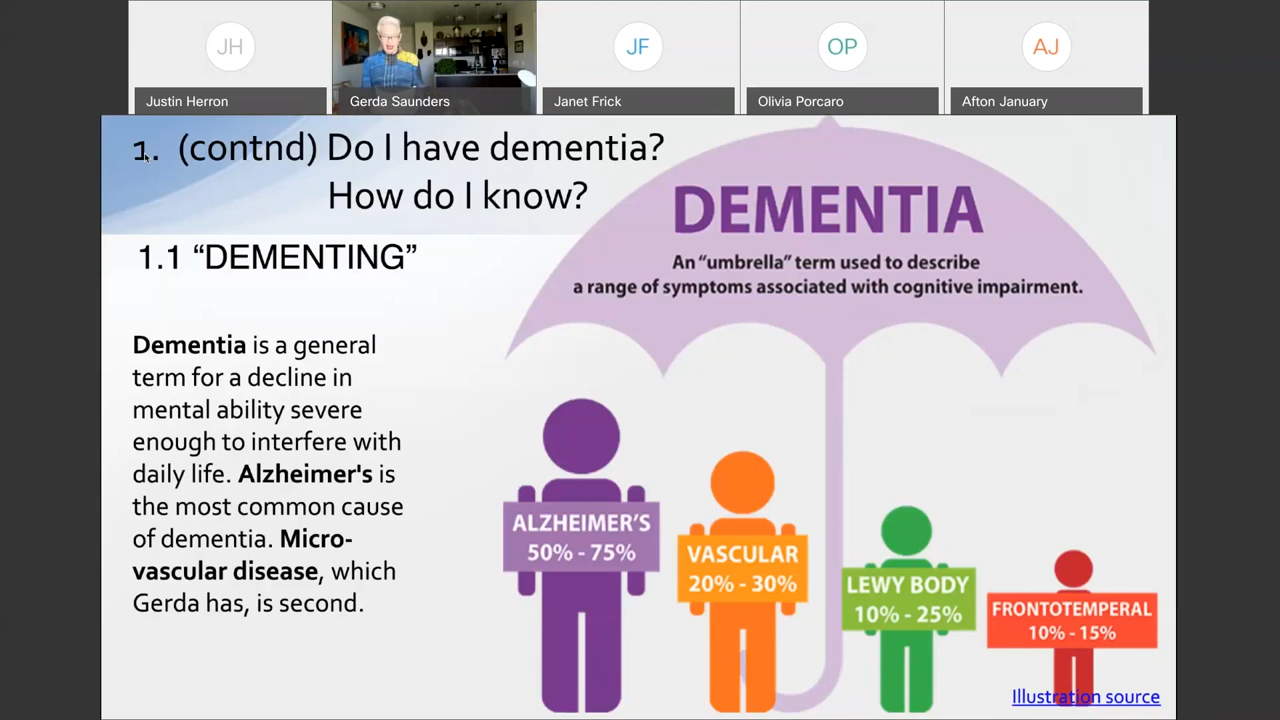 JH
JF
OP
AJ
Justin Herron
Gerda Saunders
Janet Frick
Olivia Porcaro
Afton January
1. (contnd) Do I have dementia?
How do I know?
1.1 “DEMENTING”
Dementia is a general
term for a decline in
mental ability severe
enough to interfere with
daily life. Alzheimer's is
the most common cause
of dementia. Micro-
vascular disease, which
Gerda has, is second.
DEMENTIA
An “umbrella” term used to describe
a range of symptoms associated with cognitive impairment.
ALZHEIMER’S
50% - 75%
VASCULAR
20% - 30%
LEWY BODY
10% - 25%
FRONTOTEMPERAL
10% - 15%
Illustration source